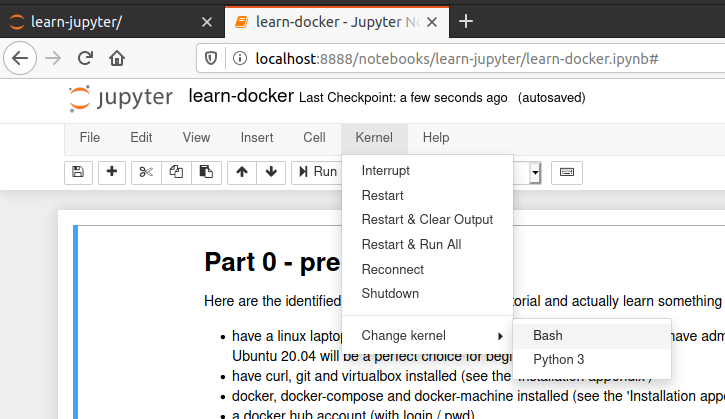 learn-jupyter/
learn-docker - Jupyter No
localhost:8888/notebooks/learn-jupyter/learn-docker.ipynb#
jupyter learn-docker Last Checkpoint: a few seconds ago (autosaved)
File Edit View Insert Cell Kernel Help
Run
Interrupt
Restart
Restart & Clear Output
Restart & Run All
Reconnect
Shutdown
Change kernel
Bash
Python 3
Part 0 - pre
Here are the identified torial and actually learn something
have a linux laptop have adm
Ubuntu 20.04 will be a perfect choice for begi
have curl, git and virtualbox installed (see the 'Installation appendix')
docker, docker-compose and docker-machine installed (see the 'Installation appe
a docker hub account (with login / pwd)